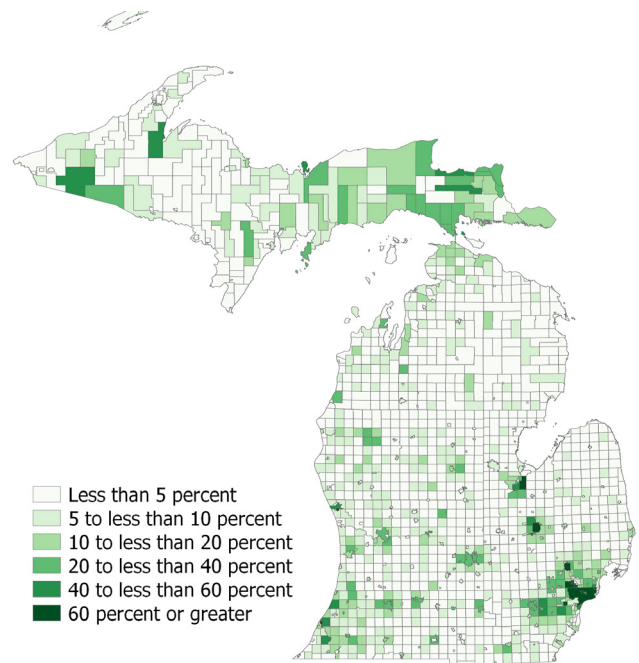 Less than 5 percent
5 to less than 10 percent
10 to less than 20 percent
20 to less than 40 percent
40 to less than 60 percent
60 percent or greater